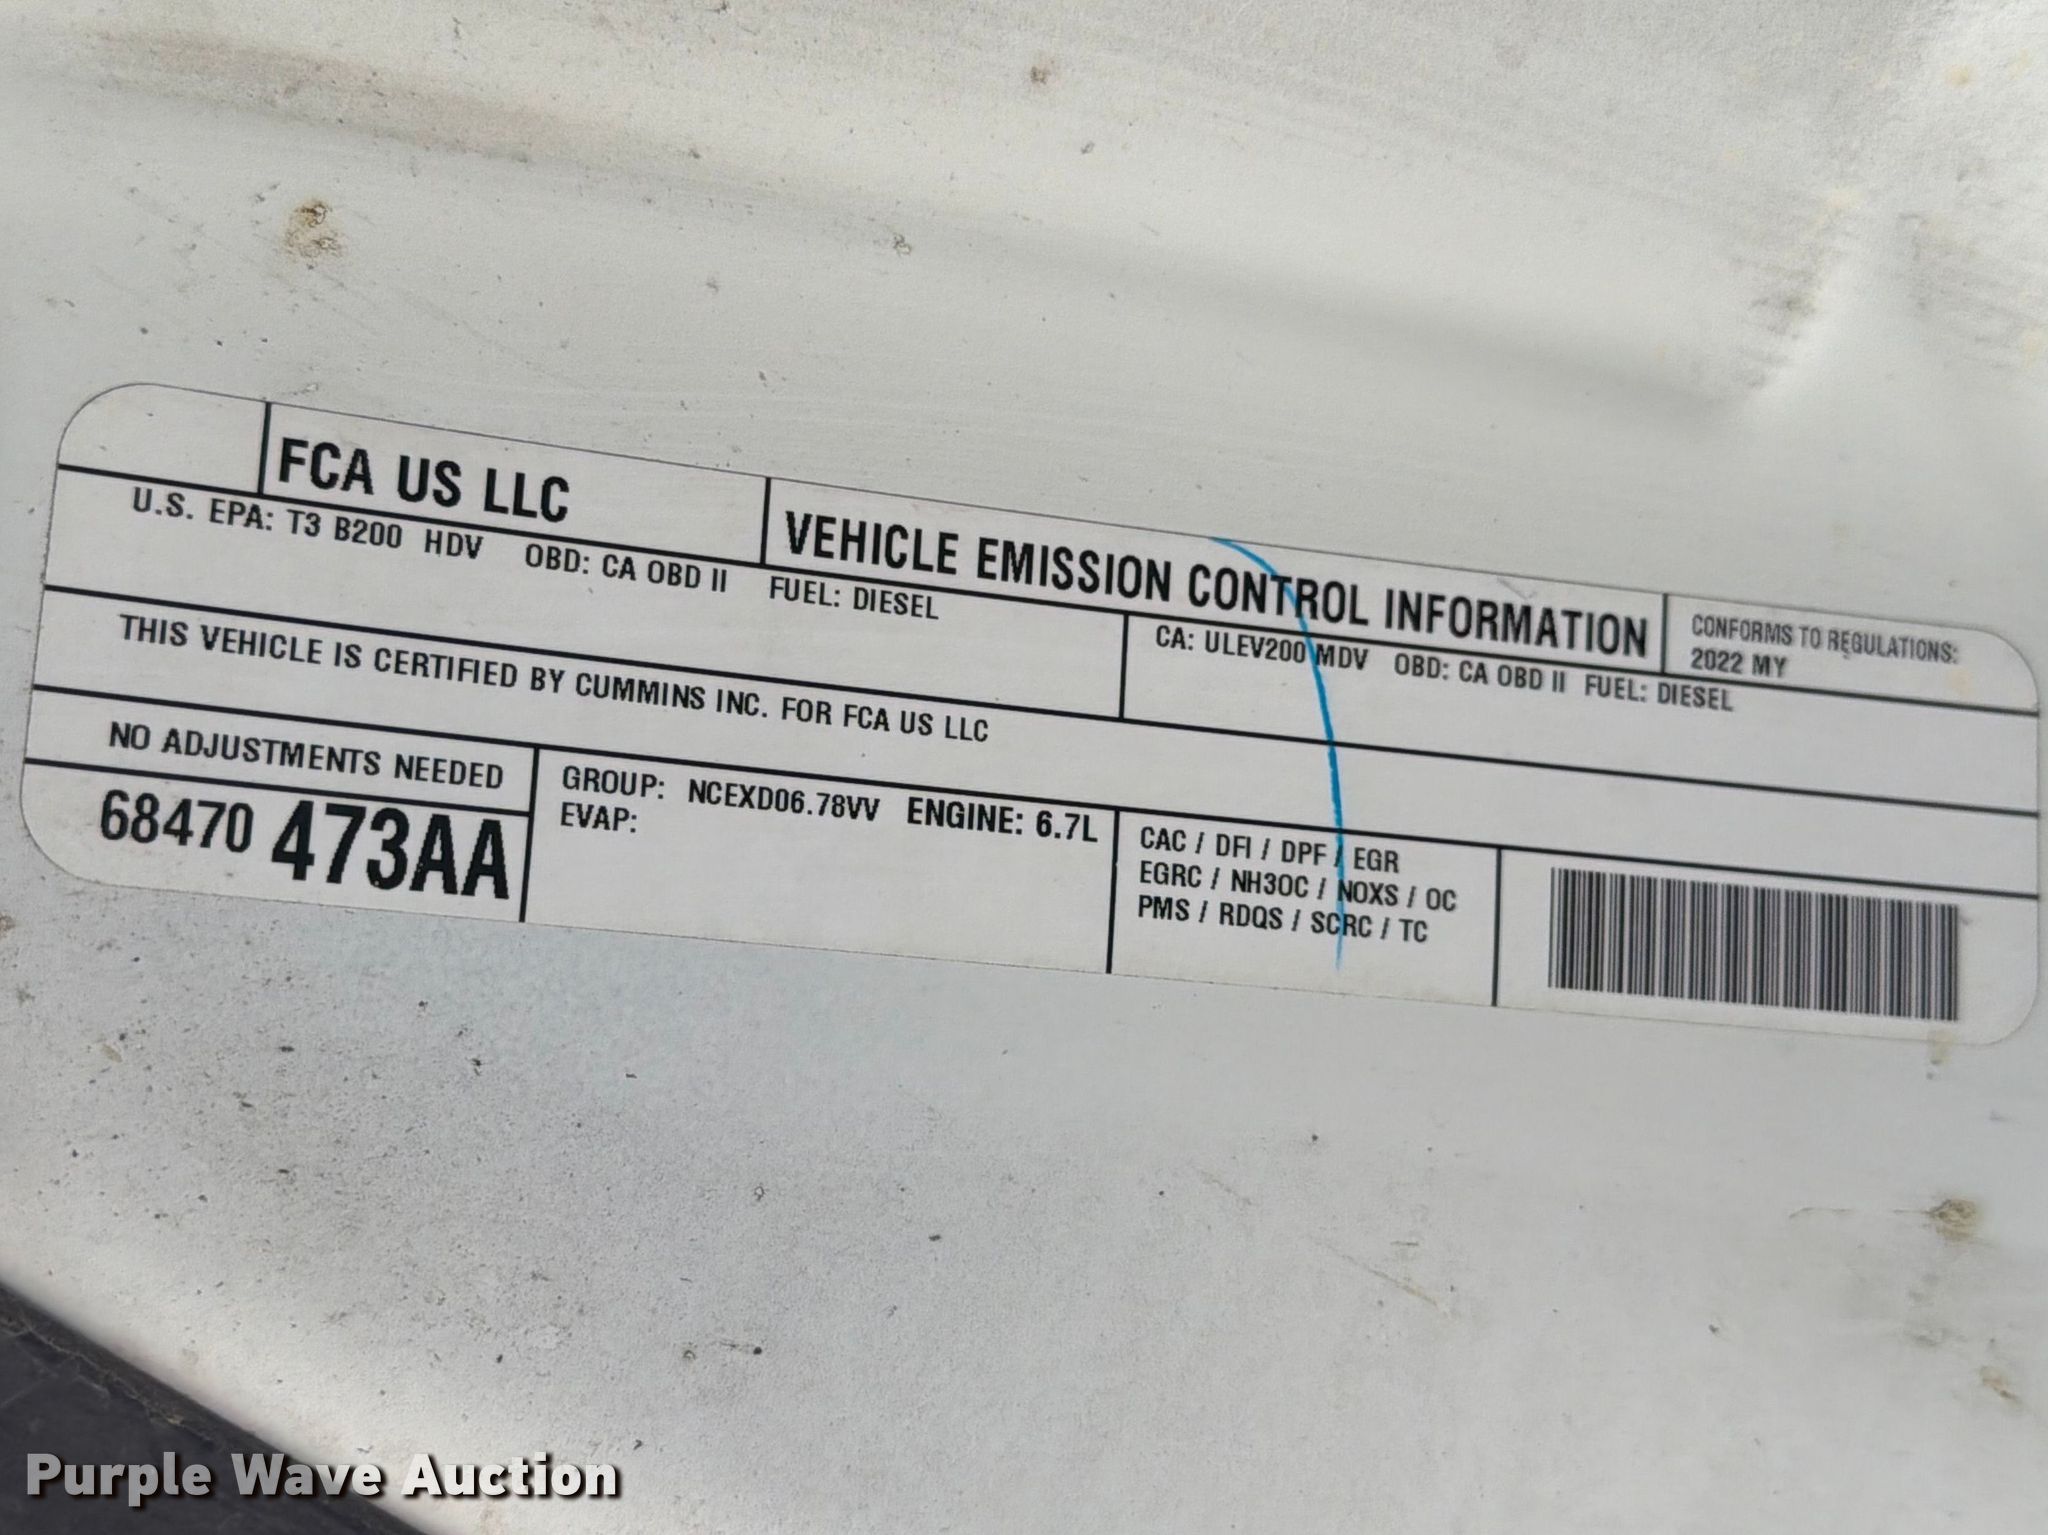 FCA US LLC
VEHICLE EMISSION CONTROL INFORMATION
CONFORMS TO REGULATIONS:
2022 MY
U.S. EPA: T3 B200 HDV OBD: CA OBD II FUEL: DIESEL
CA: ULEV200 MDV OBD: CA OBD II FUEL: DIESEL
THIS VEHICLE IS CERTIFIED BY CUMMINS INC. FOR FCA US LLC
NO ADJUSTMENTS NEEDED
68470 473AA
GROUP: NCEXD06.78VV ENGINE: 6.7L
EVAP:
CAC / DFI / DPF / EGR
EGRC / NH3OC / NOXS / OC
PMS / RDQS / SCRC / TC
Purple Wave Auction